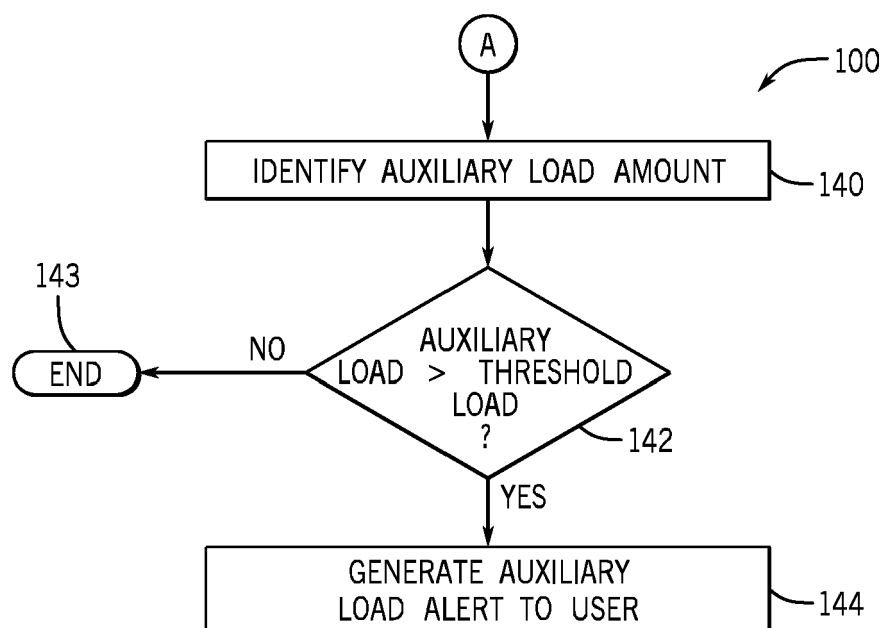 A
100
IDENTIFY AUXILIARY LOAD AMOUNT
140
143
END
NO
AUXILIARY
LOAD > THRESHOLD
LOAD
?
142
YES
GENERATE AUXILIARY
LOAD ALERT TO USER
144